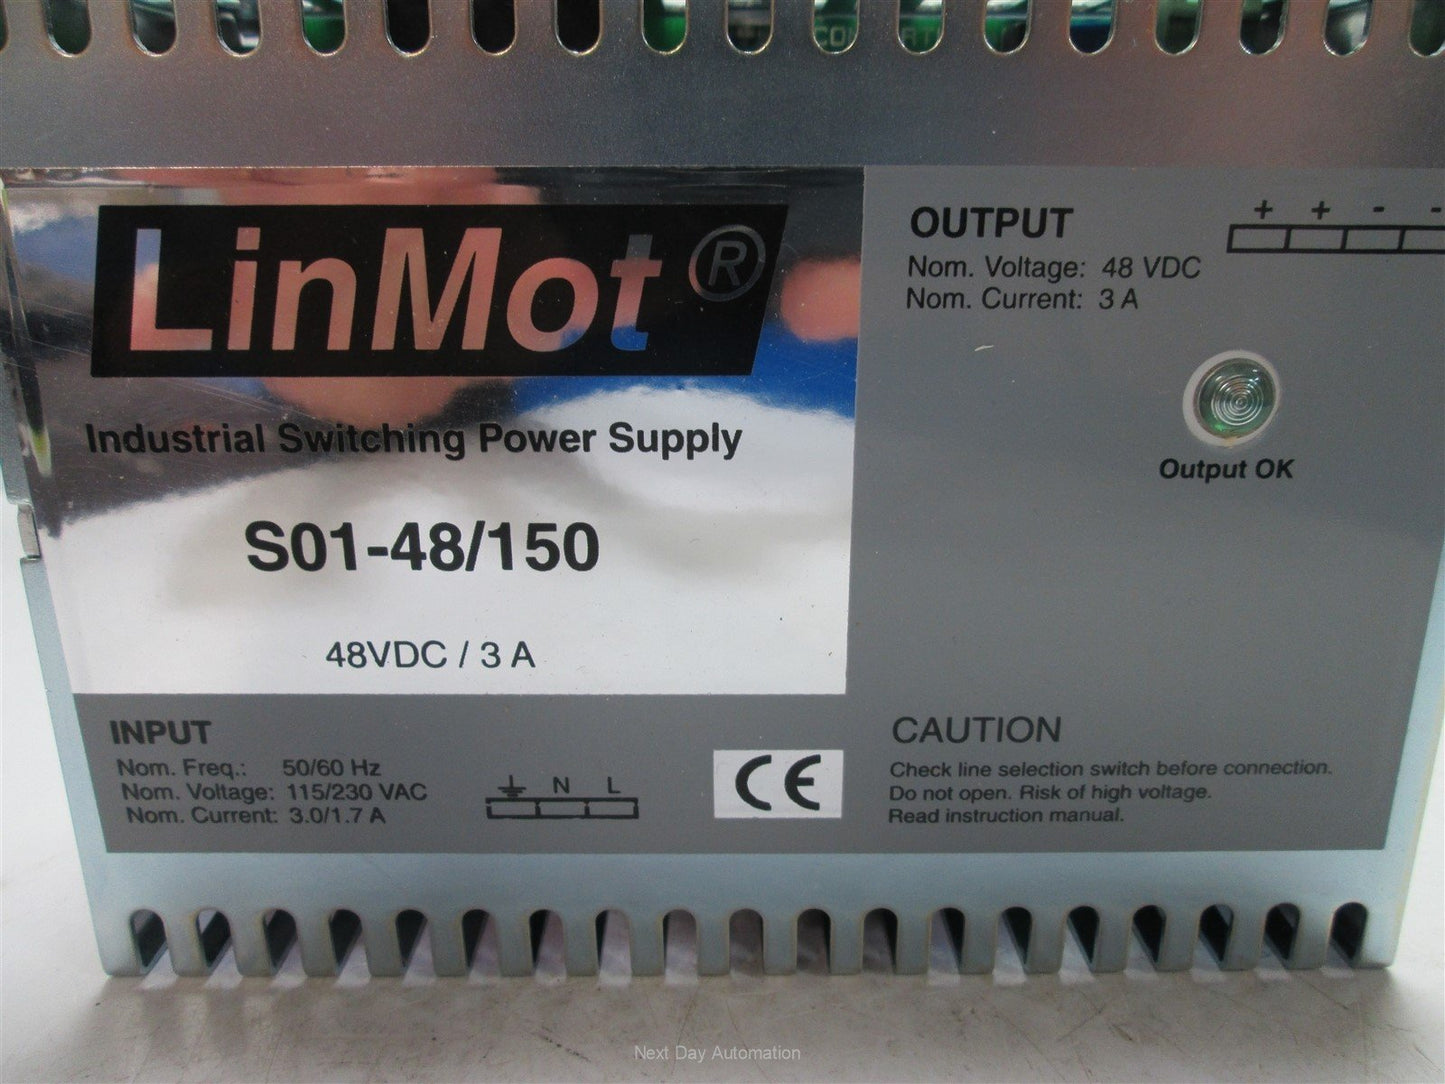 LinMot®
Industrial Switching Power Supply
S01-48/150
48VDC / 3 A
OUTPUT
+ + - -
Nom. Voltage: 48 VDC
Nom. Current: 3 A
Output OK
INPUT
Nom. Freq.: 50/60 Hz
Nom. Voltage: 115/230 VAC
Nom. Current: 3.0/1.7 A
N L
CE
CAUTION
Check line selection switch before connection.
Do not open. Risk of high voltage.
Read instruction manual.
Next Day Automation